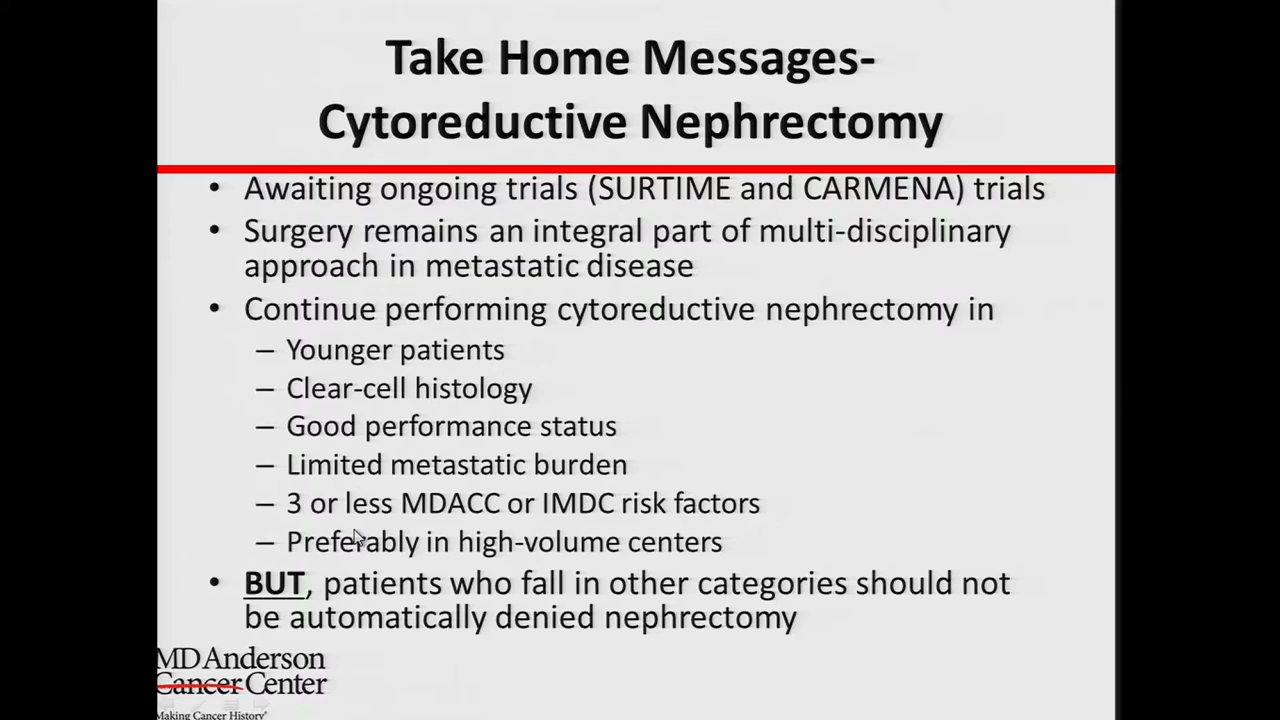 Take Home Messages-
Cytoreductive Nephrectomy
• Awaiting ongoing trials (SURTIME and CARMENA) trials
• Surgery remains an integral part of multi-disciplinary
approach in metastatic disease
• Continue performing cytoreductive nephrectomy in
– Younger patients
– Clear-cell histology
– Good performance status
– Limited metastatic burden
– 3 or less MDACC or IMDC risk factors
– Preferably in high-volume centers
• BUT, patients who fall in other categories should not
be automatically denied nephrectomy
MD Anderson
Cancer Center
Making Cancer History®